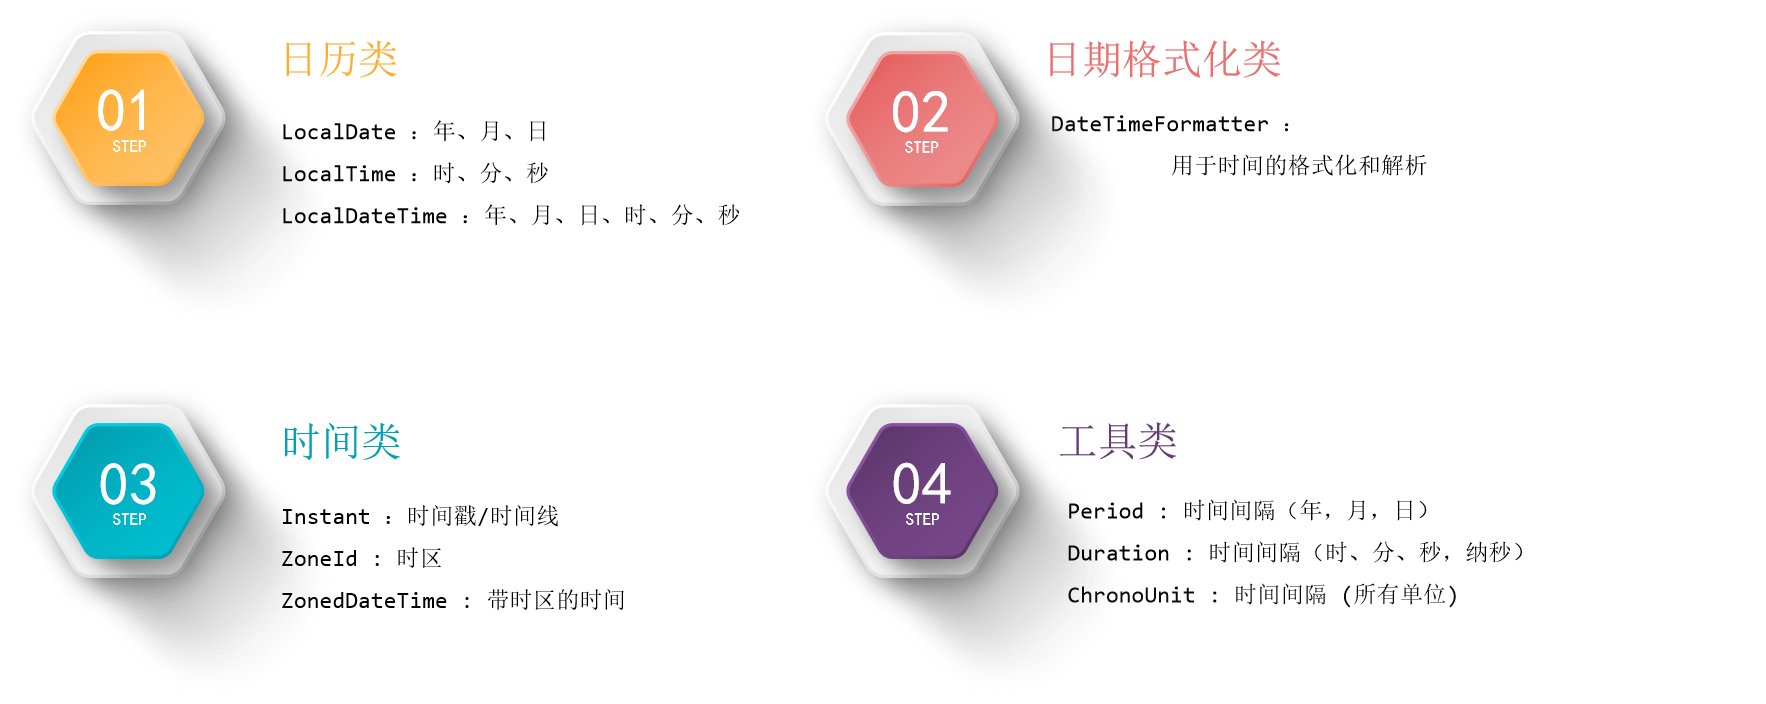 01
STEP
日历类
LocalDate ：年、月、日
LocalTime ：时、分、秒
LocalDateTime ：年、月、日、时、分、秒
02
STEP
日期格式化类
DateTimeFormatter ：
用于时间的格式化和解析
03
STEP
时间类
Instant ：时间戳/时间线
ZoneId : 时区
ZonedDateTime : 带时区的时间
04
STEP
工具类
Period : 时间间隔（年，月，日）
Duration : 时间间隔（时、分、秒，纳秒）
ChronoUnit : 时间间隔 (所有单位)